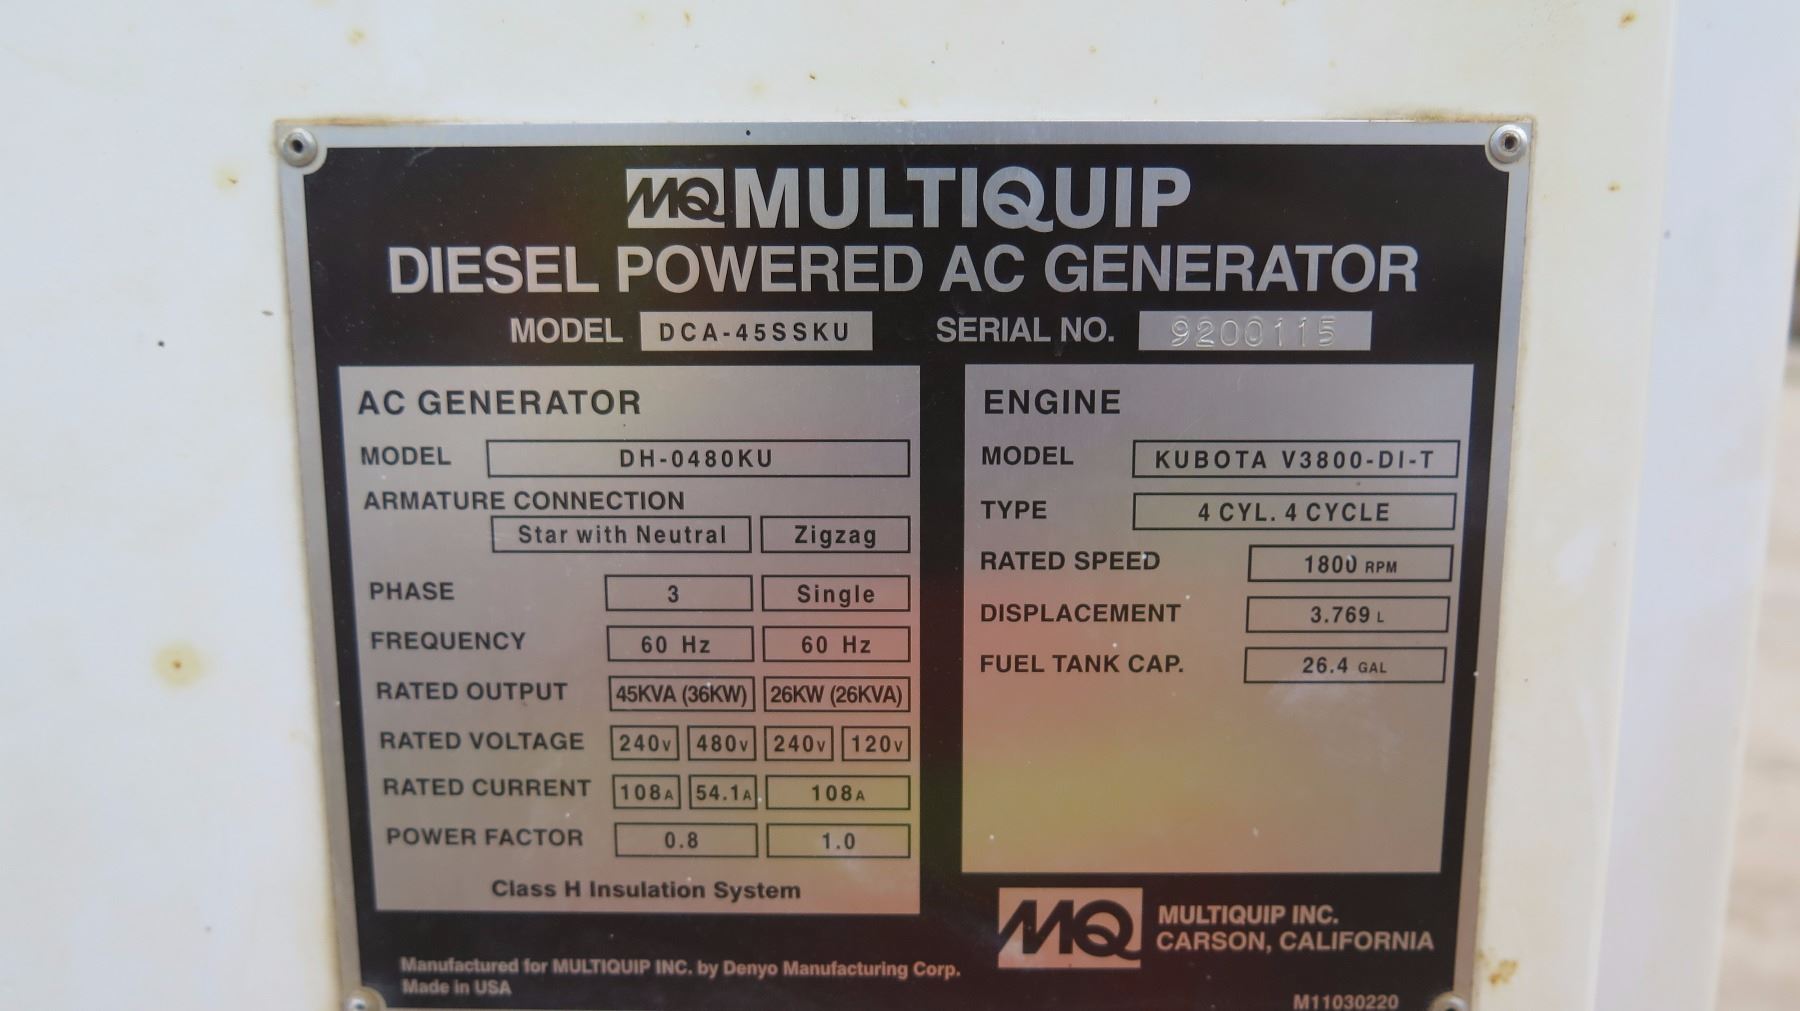 MQ MULTIQUIP
DIESEL POWERED AC GENERATOR
MODEL DCA-45SSKU SERIAL NO. 9200115
AC GENERATOR
MODEL DH-0480KU
ARMATURE CONNECTION
Star with Neutral Zigzag
PHASE 3 Single
FREQUENCY 60 Hz 60 Hz
RATED OUTPUT 45KVA (36KW) 26KW (26KVA)
RATED VOLTAGE 240V 480V 240V 120V
RATED CURRENT 108A 54.1A 108A
POWER FACTOR 0.8 1.0
Class H Insulation System
ENGINE
MODEL KUBOTA V3800-DI-T
TYPE 4 CYL. 4 CYCLE
RATED SPEED 1800 RPM
DISPLACEMENT 3.769 L
FUEL TANK CAP. 26.4 GAL
MQ MULTIQUIP INC.
CARSON, CALIFORNIA
Manufactured for MULTIQUIP INC. by Denyo Manufacturing Corp.
Made in USA
M11030220